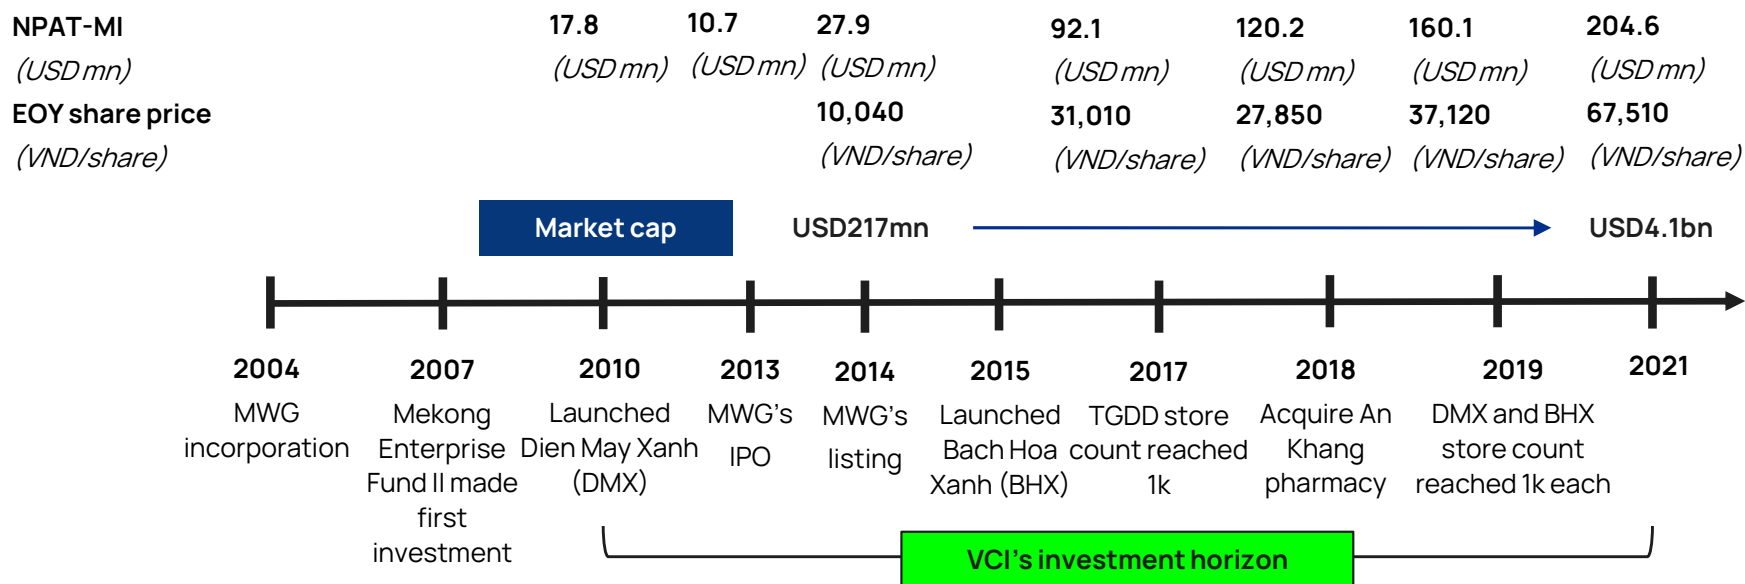 NPAT-MI 17.8 10.7 27.9 92.1 120.2 160.1 204.6
(USD mn) (USD mn) (USD mn) (USD mn) (USD mn) (USD mn) (USD mn) (USD mn)
EOY share price 10,040 31,010 27,850 37,120 67,510
(VND/share) (VND/share) (VND/share) (VND/share) (VND/share) (VND/share)
Market cap USD217mn USD4.1bn
2004
MWG
incorporation
2007
Mekong
Enterprise
Fund II made
first
investment
2010
Launched
Dien May Xanh
(DMX)
2013
MWG's
IPO
2014
MWG's
listing
2015
Launched
Bach Hoa
Xanh (BHX)
2017
TGDD store
count reached
1k
2018
Acquire An
Khang
pharmacy
2019
DMX and BHX
store count
reached 1k each
2021
VCI's investment horizon